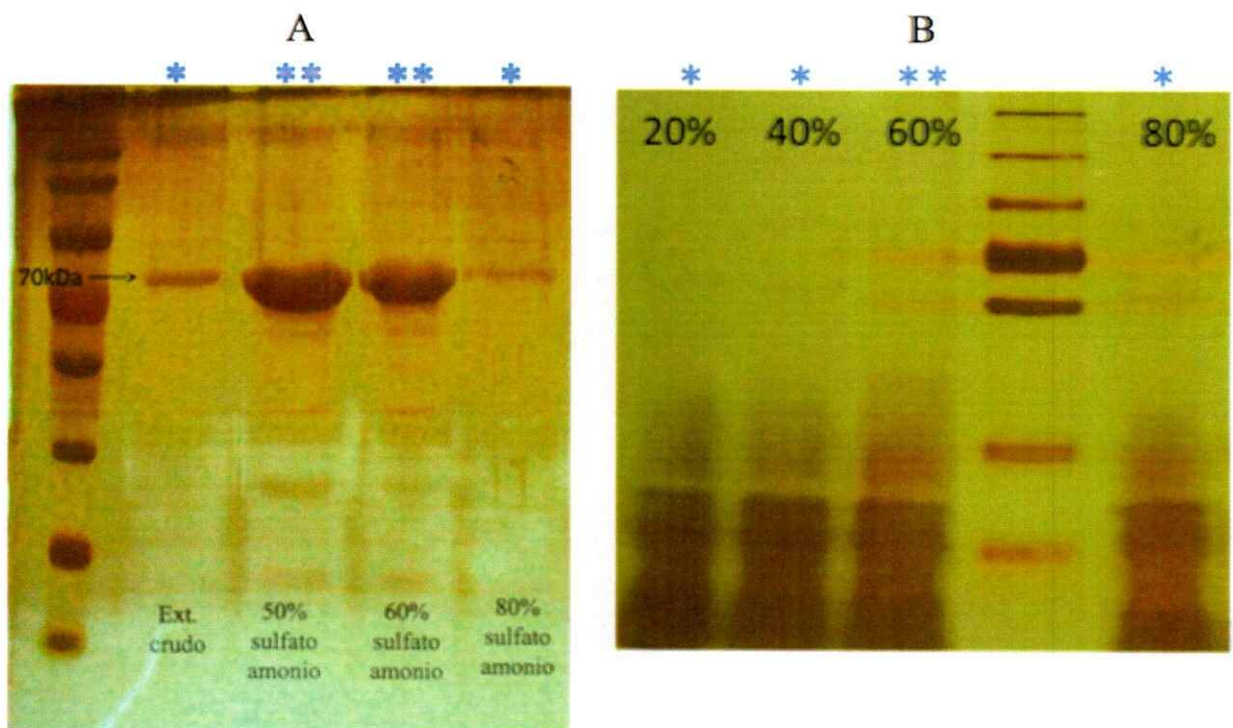 A
B
* ** ** *
* * ** *
20% 40% 60% 80%
70kDa
Ext.
crudo
50%
sulfato
amonio
60%
sulfato
amonio
80%
sulfato
amonio